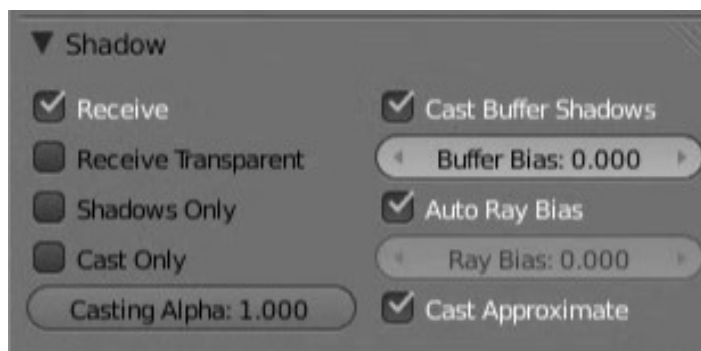 Shadow
Receive
Receive Transparent
Shadows Only
Cast Only
Casting Alpha: 1.000
Cast Buffer Shadows
Buffer Bias: 0.000
Auto Ray Bias
Ray Bias: 0.000
Cast Approximate